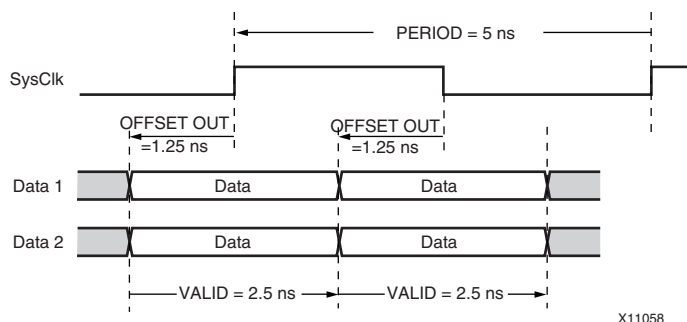 PERIOD = 5 ns
SysClk
OFFSET OUT OFFSET OUT
=1.25 ns =1.25 ns
Data 1 Data Data
Data 2 Data Data
VALID = 2.5 ns VALID = 2.5 ns
X11058